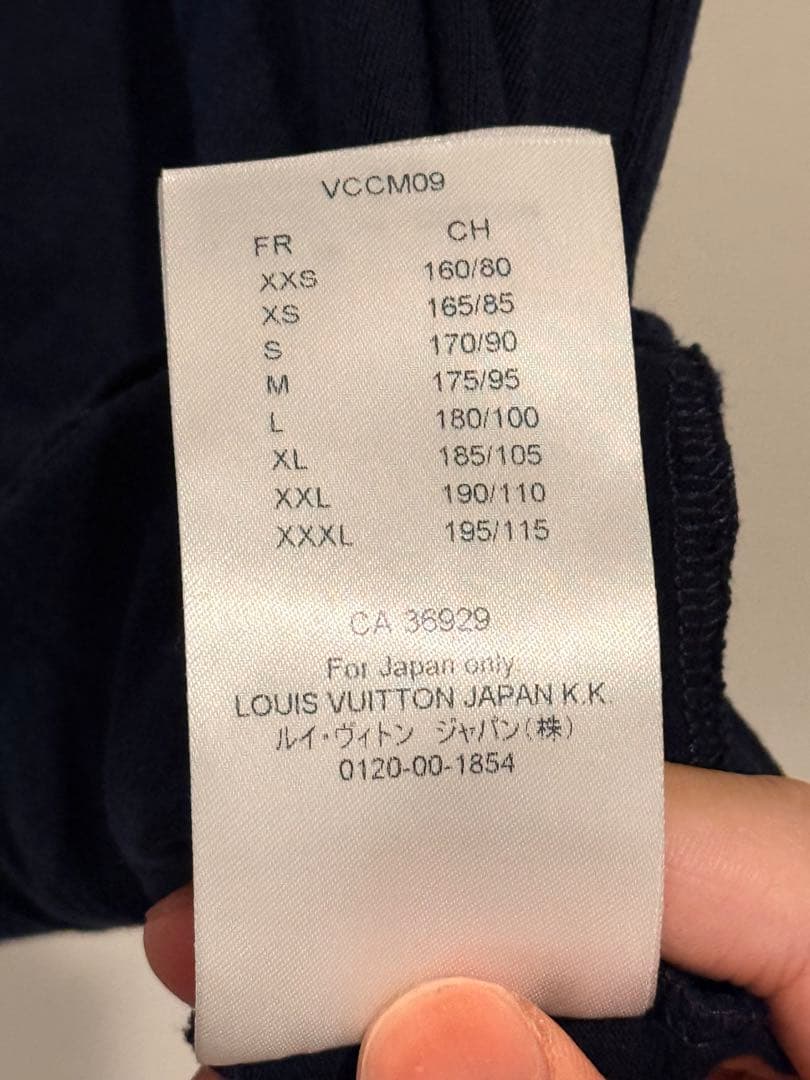 VCCM09
FR CH
XXS 160/80
XS 165/85
S 170/90
M 175/95
L 180/100
XL 185/105
XXL 190/110
XXXL 195/115
CA 36929
For Japan only.
LOUIS VUITTON JAPAN K.K.
ルイ・ヴィトン ジャパン(株)
0120-00-1854